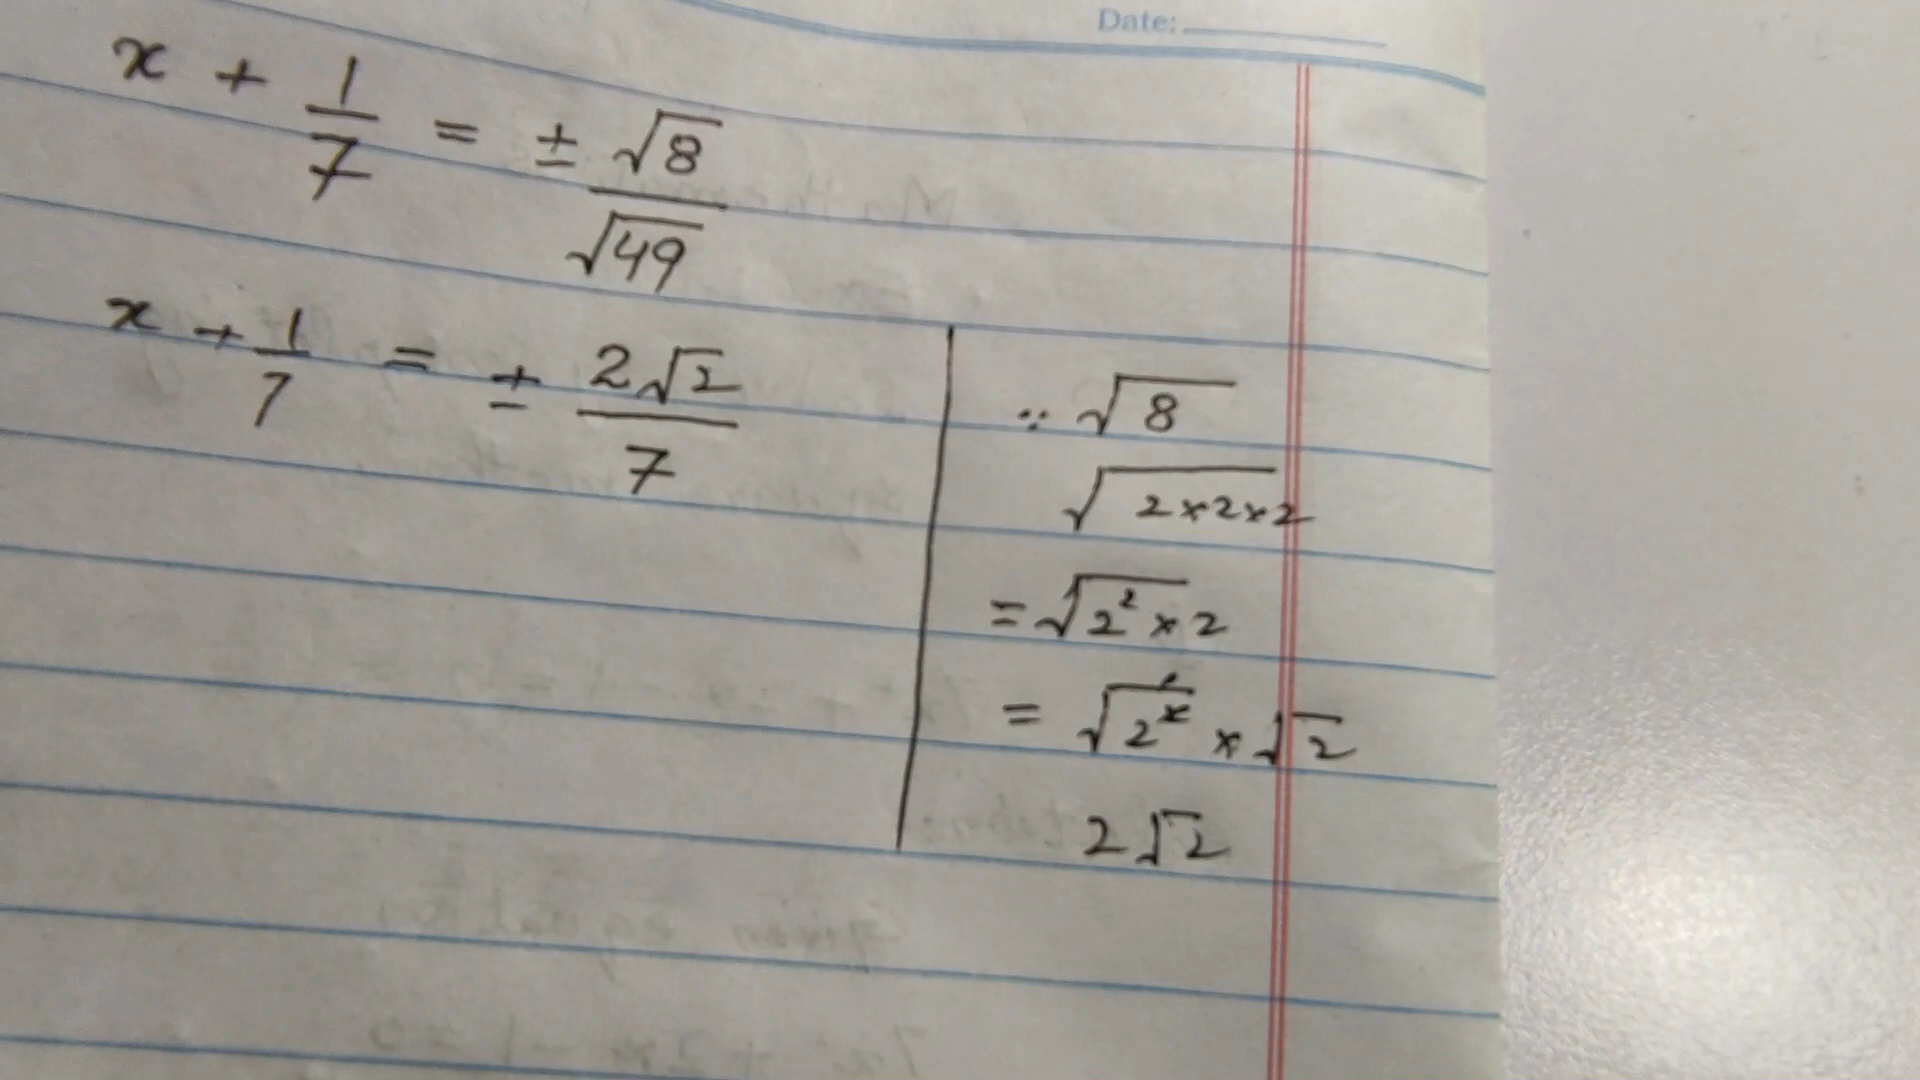 Date:
x + 1/7 = ± √8/√49
x + 1/7 = ± 2√2/7
∵ √8
√2×2×2
= √2²×2
= √2² × √2
2√2